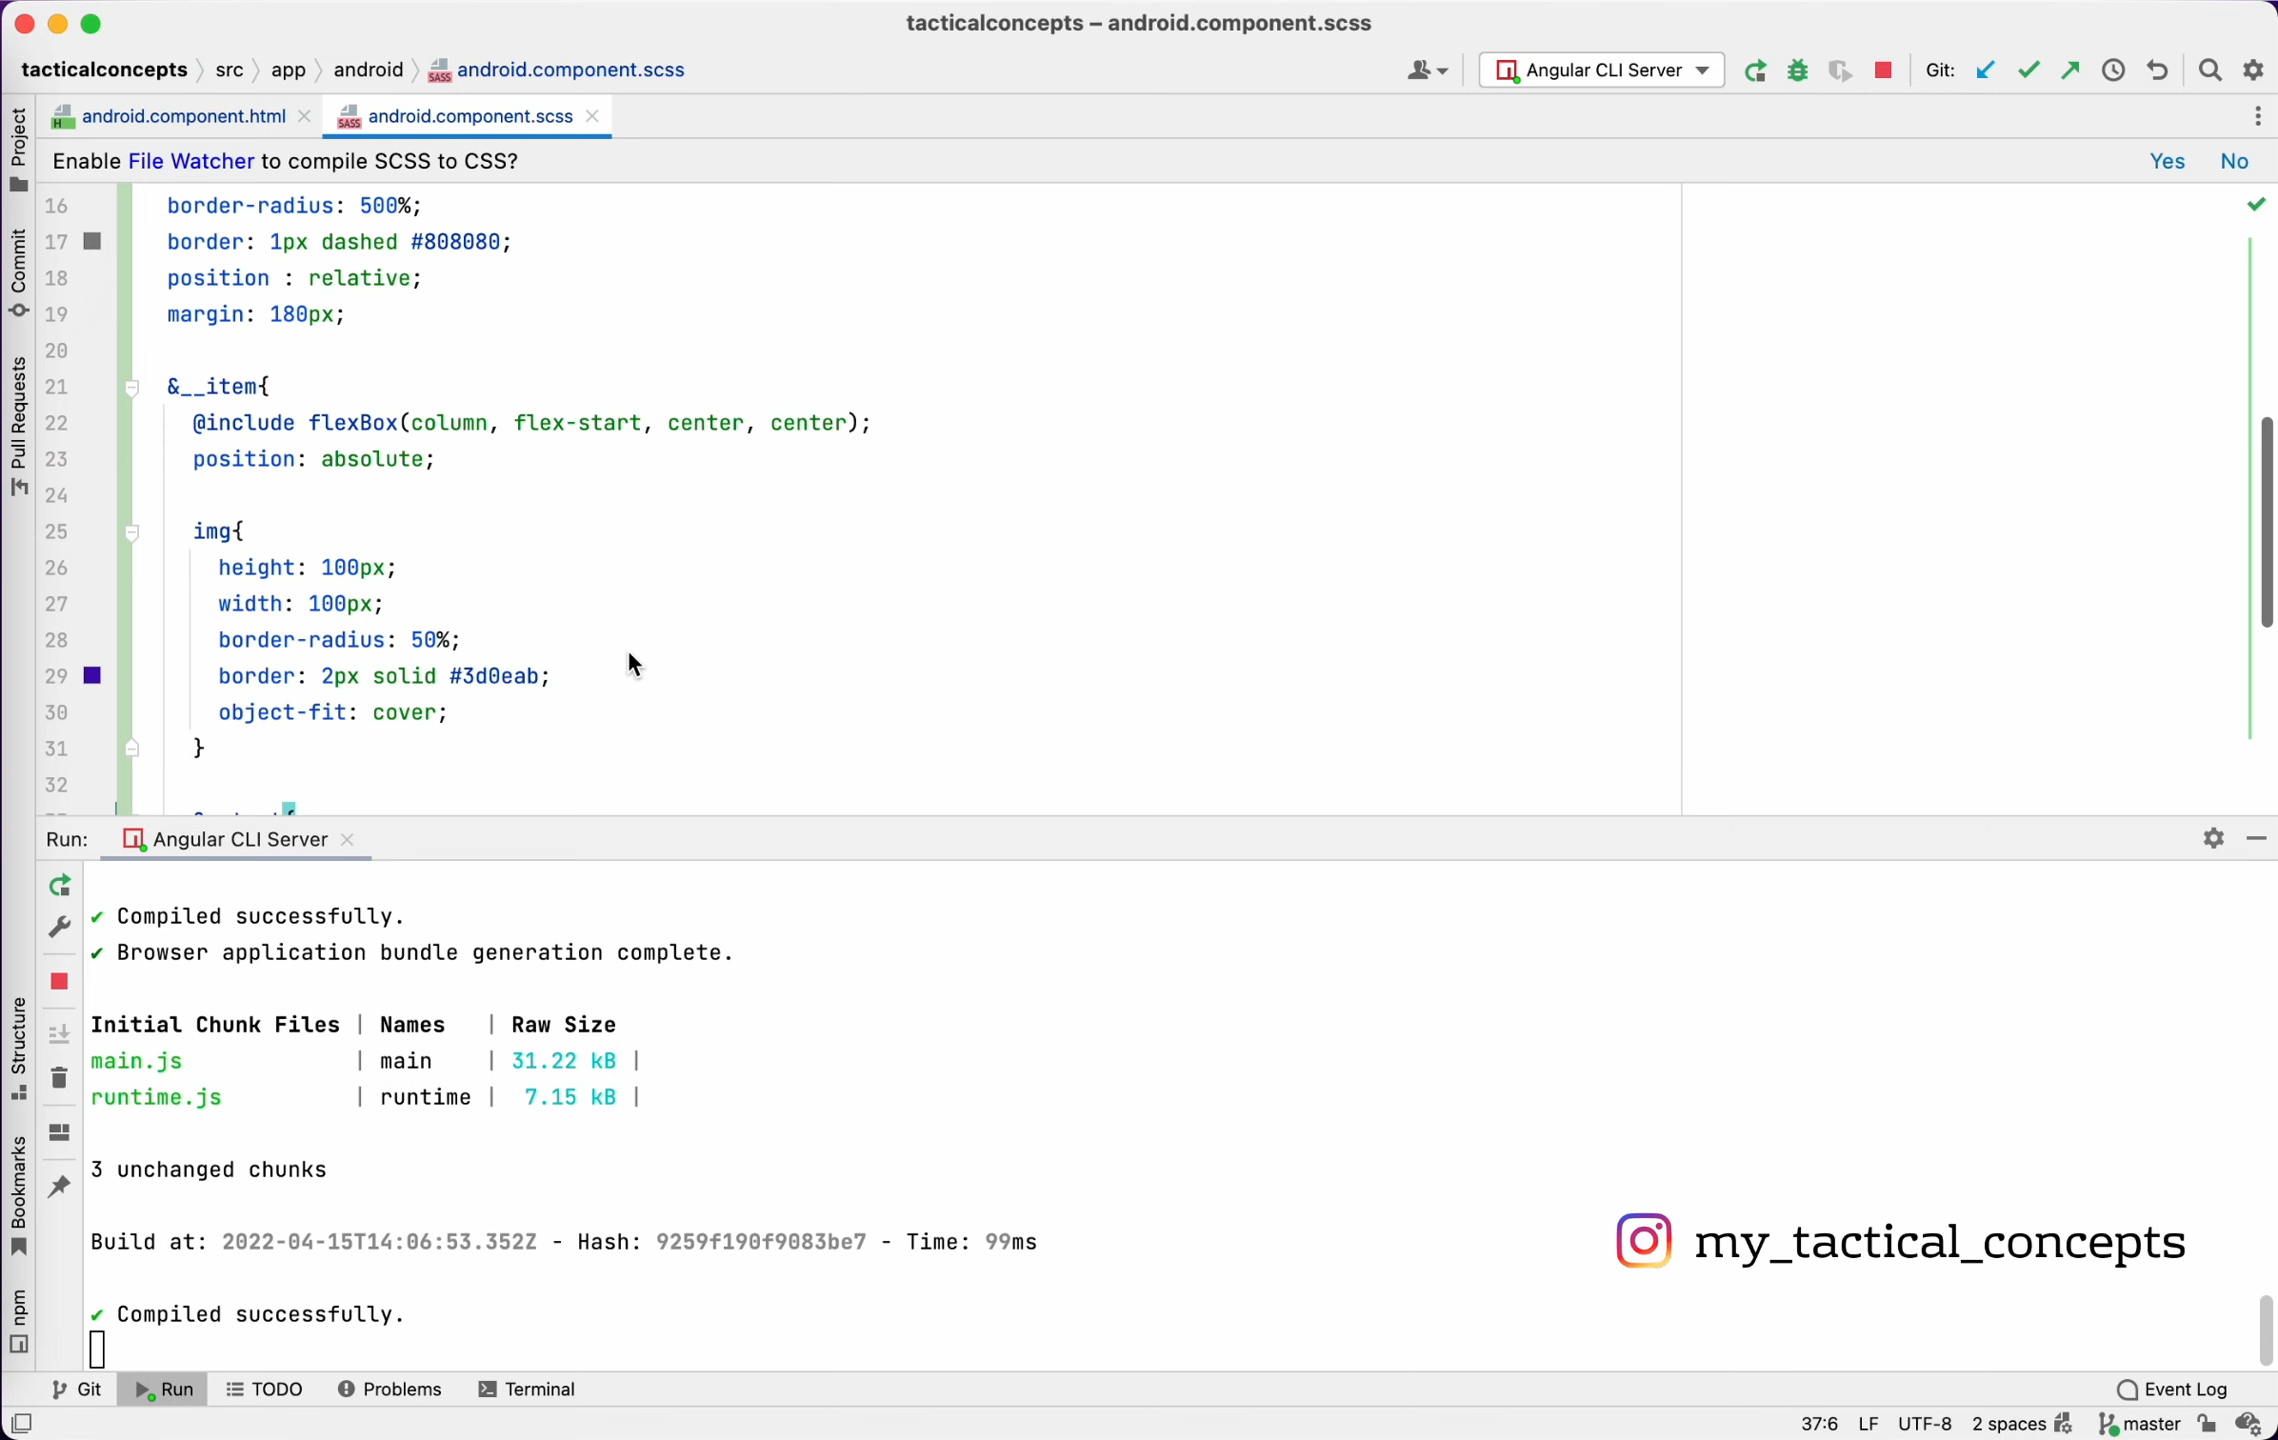 tacticalconcepts – android.component.scss
tacticalconcepts src app android SASS android.component.scss
Angular CLI Server Git:
H android.component.html SASS android.component.scss
Enable File Watcher to compile SCSS to CSS? Yes No
Project
Commit
Pull Requests
16 border-radius: 500%;
17 border: 1px dashed #808080;
18 position : relative;
19 margin: 180px;
20
21 &__item{
22 @include flexBox(column, flex-start, center, center);
23 position: absolute;
24
25 img{
26 height: 100px;
27 width: 100px;
28 border-radius: 50%;
29 border: 2px solid #3d0eab;
30 object-fit: cover;
31 }
32
Run: Angular CLI Server
✔ Compiled successfully.
✔ Browser application bundle generation complete.
Initial Chunk Files | Names | Raw Size
main.js | main | 31.22 kB |
runtime.js | runtime | 7.15 kB |
3 unchanged chunks
Build at: 2022-04-15T14:06:53.352Z - Hash: 9259f190f9083be7 - Time: 99ms
✔ Compiled successfully.
my_tactical_concepts
Structure
Bookmarks
npm
Git Run TODO Problems Terminal Event Log
37:6 LF UTF-8 2 spaces master